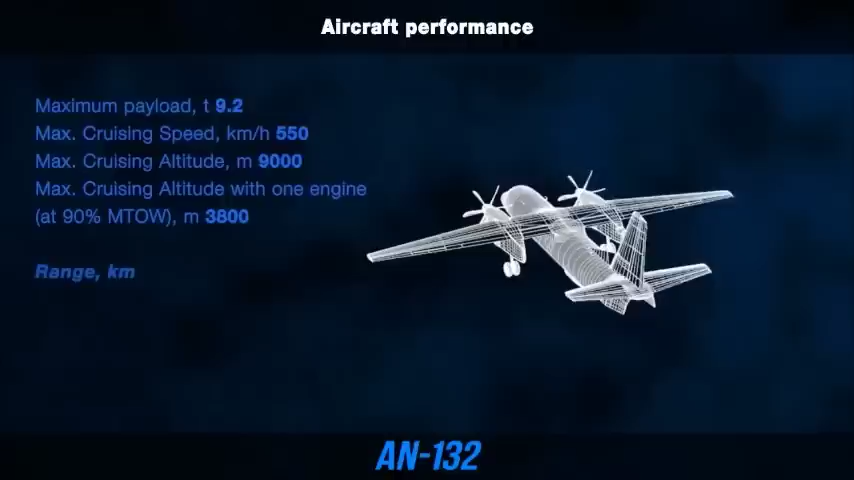 Aircraft performance
Maximum payload, t 9.2
Max. Cruising Speed, km/h 550
Max. Cruising Altitude, m 9000
Max. Cruising Altitude with one engine
(at 90% MTOW), m 3800
Range, km
AN-132